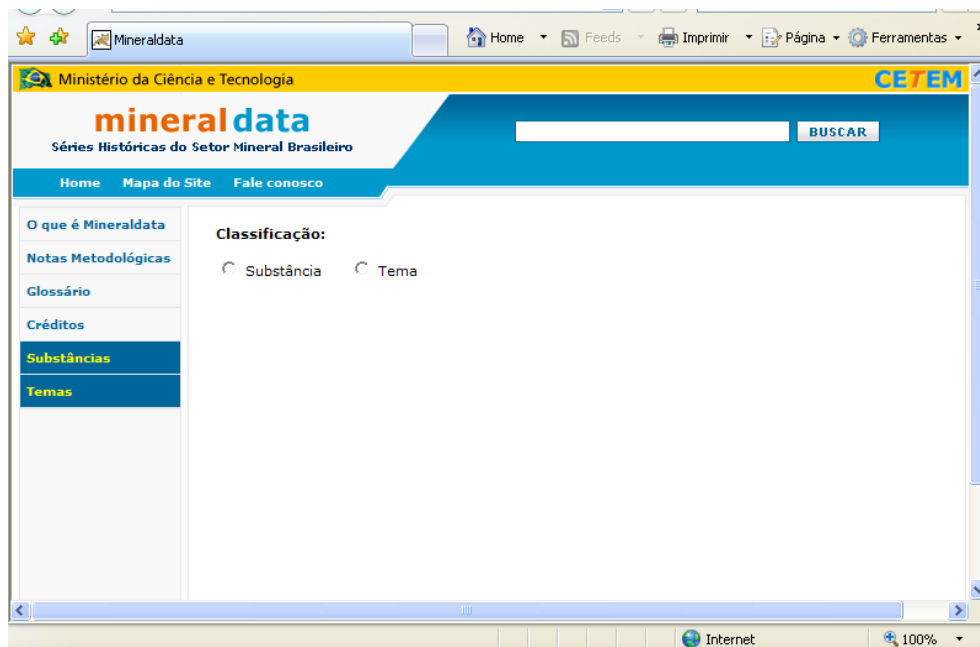 Mineraldata
Home Feeds Imprimir Página Ferramentas
Ministério da Ciência e Tecnologia CETEM
mineral data
Séries Históricas do Setor Mineral Brasileiro
BUSCAR
Home Mapa do Site Fale conosco
O que é Mineraldata
Notas Metodológicas
Glossário
Créditos
Substâncias
Temas
Classificação:
Substância Tema
Internet 100%